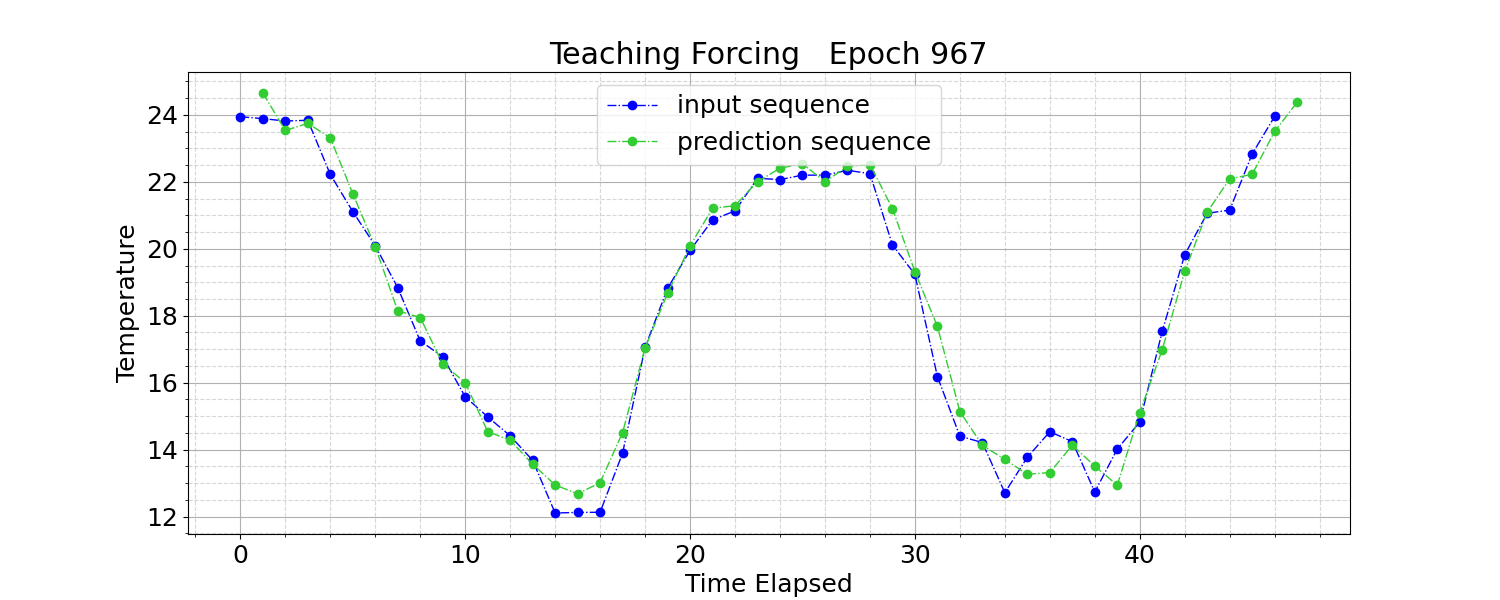 Teaching Forcing   Epoch 967
input sequence
prediction sequence
Temperature
24
22
20
18
16
14
12
0 10 20 30 40
Time Elapsed